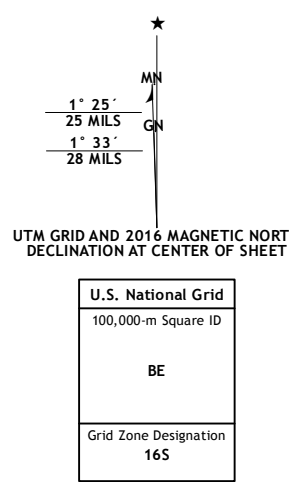 MN
1° 25´
25 MILS
GN
1° 33´
28 MILS
UTM GRID AND 2016 MAGNETIC NORT
DECLINATION AT CENTER OF SHEET
U.S. National Grid
100,000-m Square ID
BE
Grid Zone Designation
16S